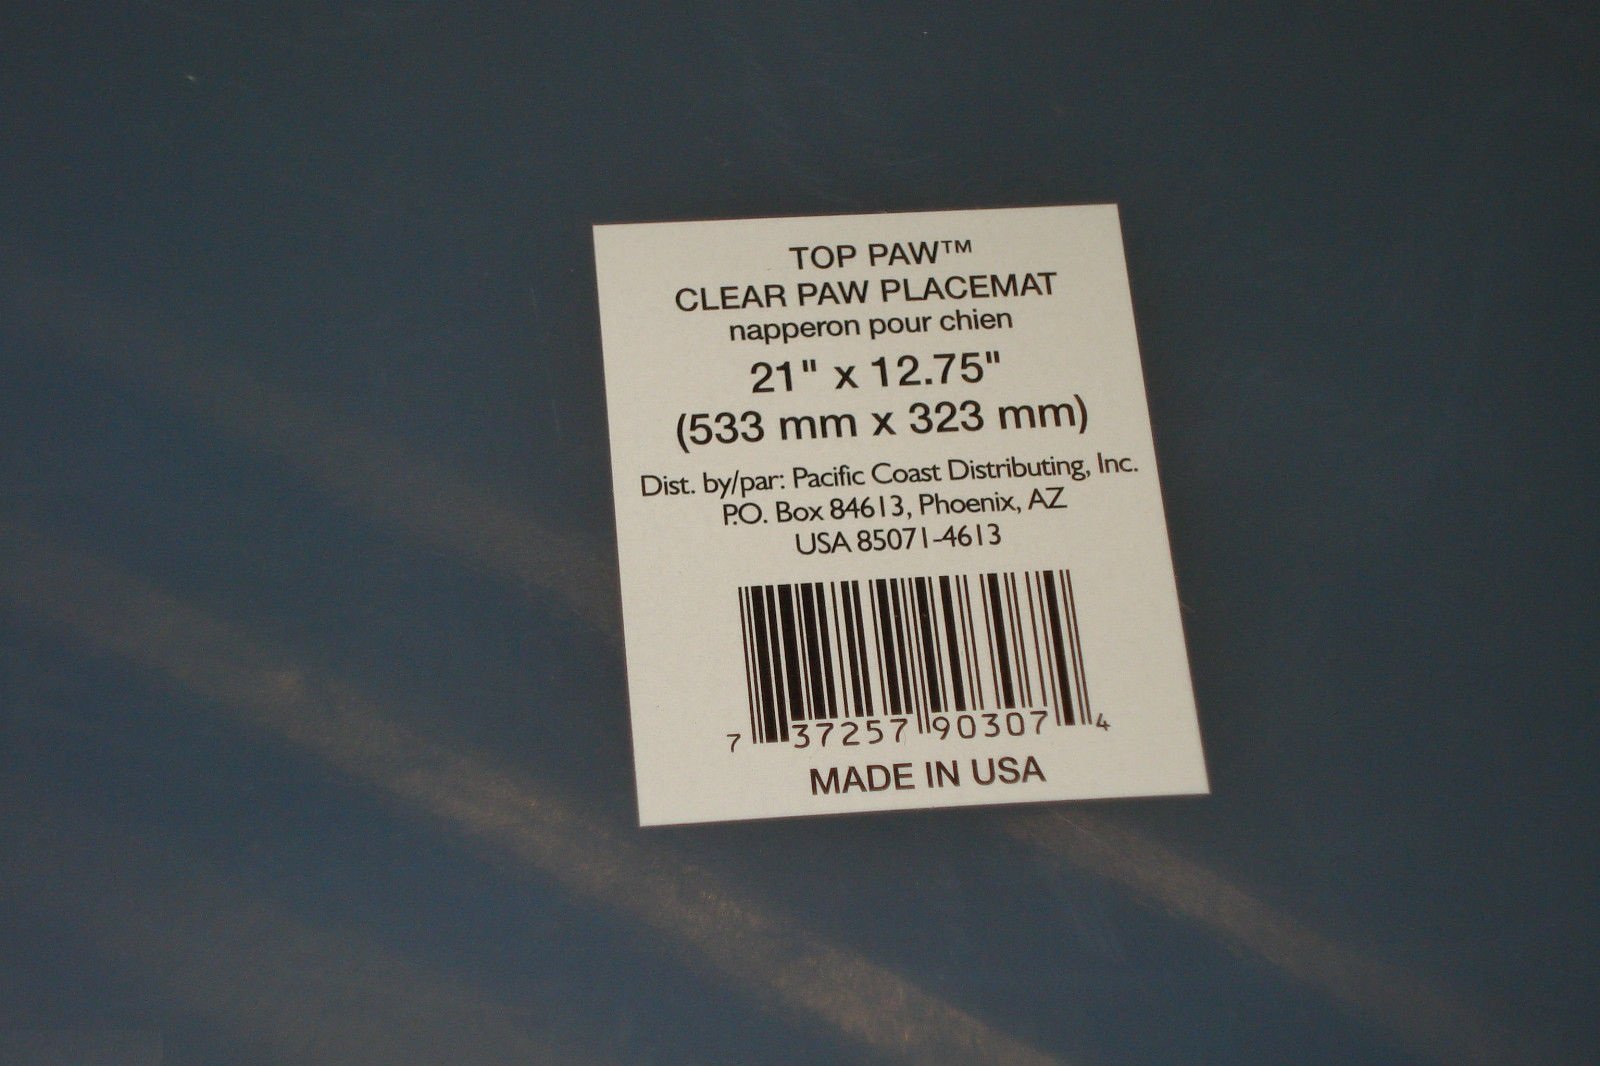 TOP PAW™
CLEAR PAW PLACEMAT
napperon pour chien
21" x 12.75"
(533 mm x 323 mm)
Dist. by/par: Pacific Coast Distributing, Inc.
P.O. Box 84613, Phoenix, AZ
USA 85071-4613
7 37257 90307 4
MADE IN USA